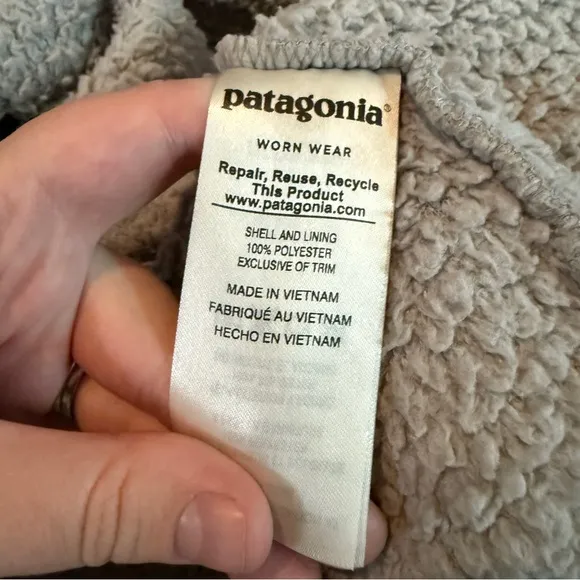 patagonia®
WORN WEAR
Repair, Reuse, Recycle
This Product
www.patagonia.com
SHELL AND LINING
100% POLYESTER
EXCLUSIVE OF TRIM
MADE IN VIETNAM
FABRIQUÉ AU VIETNAM
HECHO EN VIETNAM